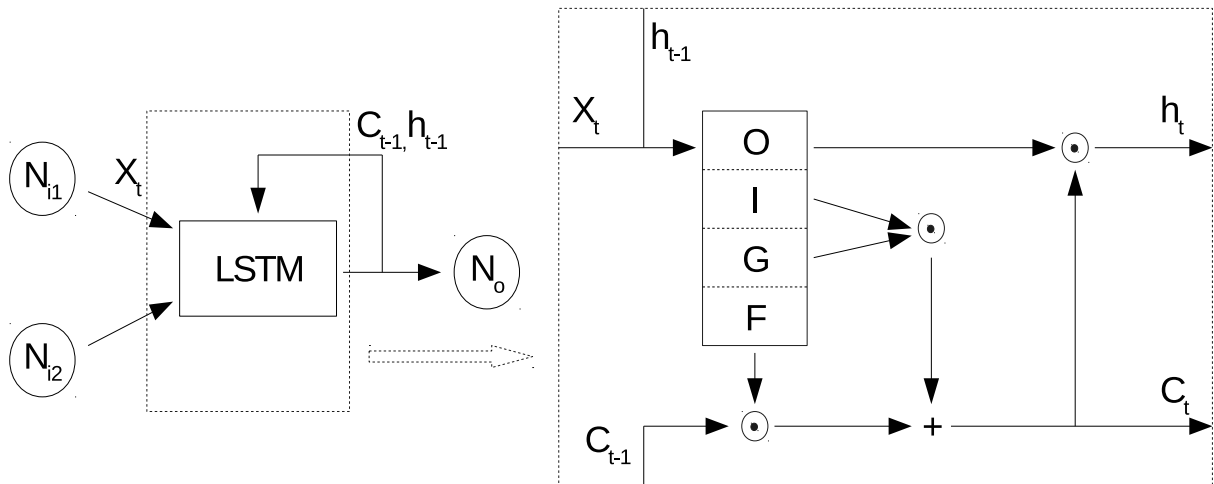 N_i1
X_t
C_t-1, h_t-1
LSTM
N_o
N_i2
h_t-1
X_t
O
I
G
F
h_t
C_t-1
+
C_t